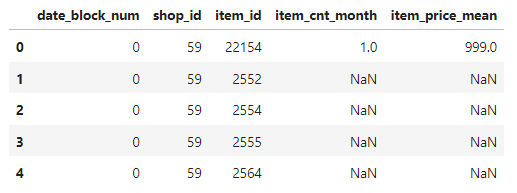 date_block_num shop_id item_id item_cnt_month item_price_mean
0 0 59 22154 1.0 999.0
1 0 59 2552 NaN NaN
2 0 59 2554 NaN NaN
3 0 59 2555 NaN NaN
4 0 59 2564 NaN NaN